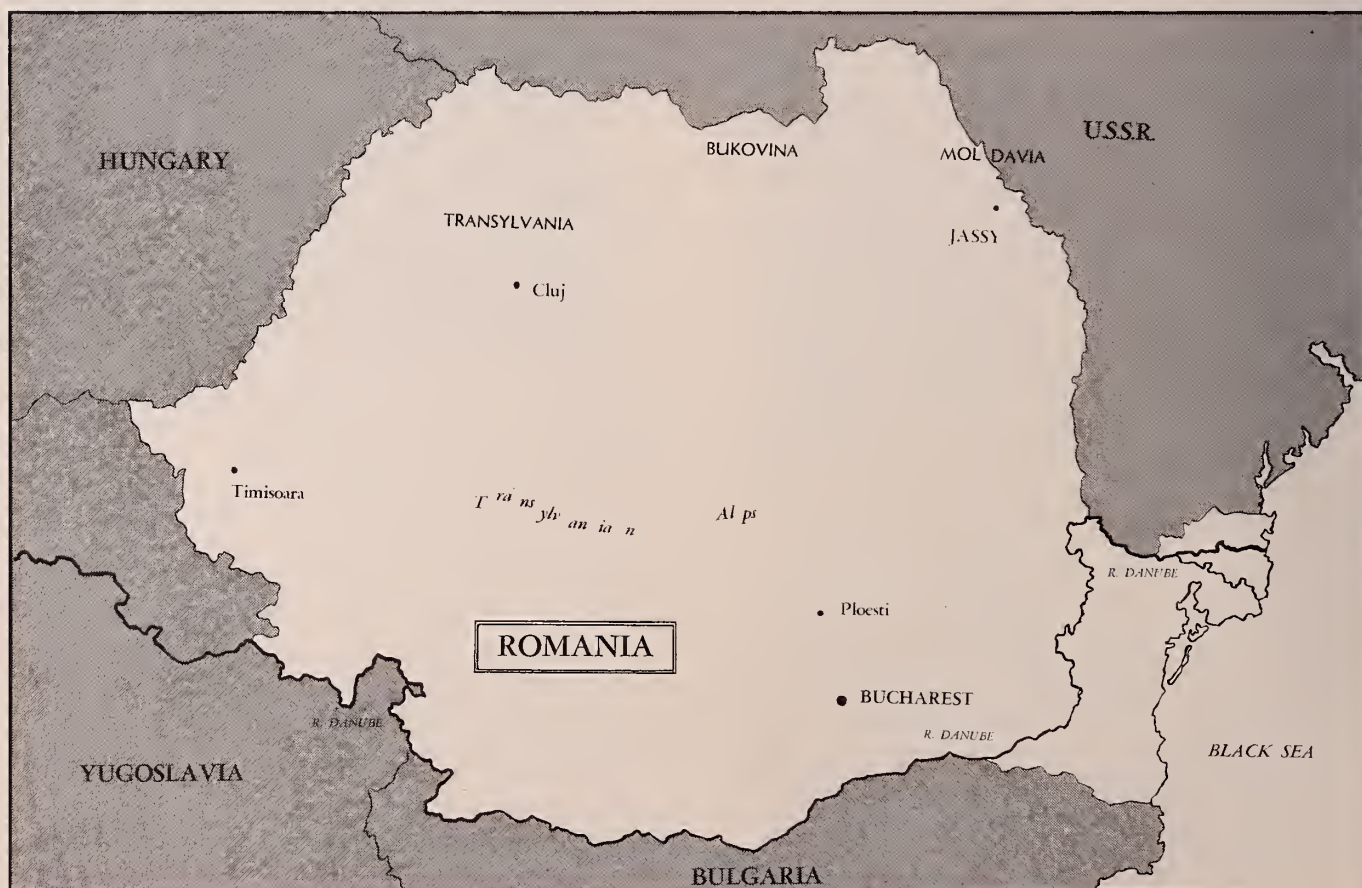 HUNGARY
U.S.S.R.
BUKOVINA
MOLDAVIA
TRANSYLVANIA
JASSY
Cluj
Timisoara
Transylvanian Alps
R. DANUBE
Ploesti
ROMANIA
BUCHAREST
R. DANUBE
R. DANUBE
BLACK SEA
YUGOSLAVIA
BULGARIA